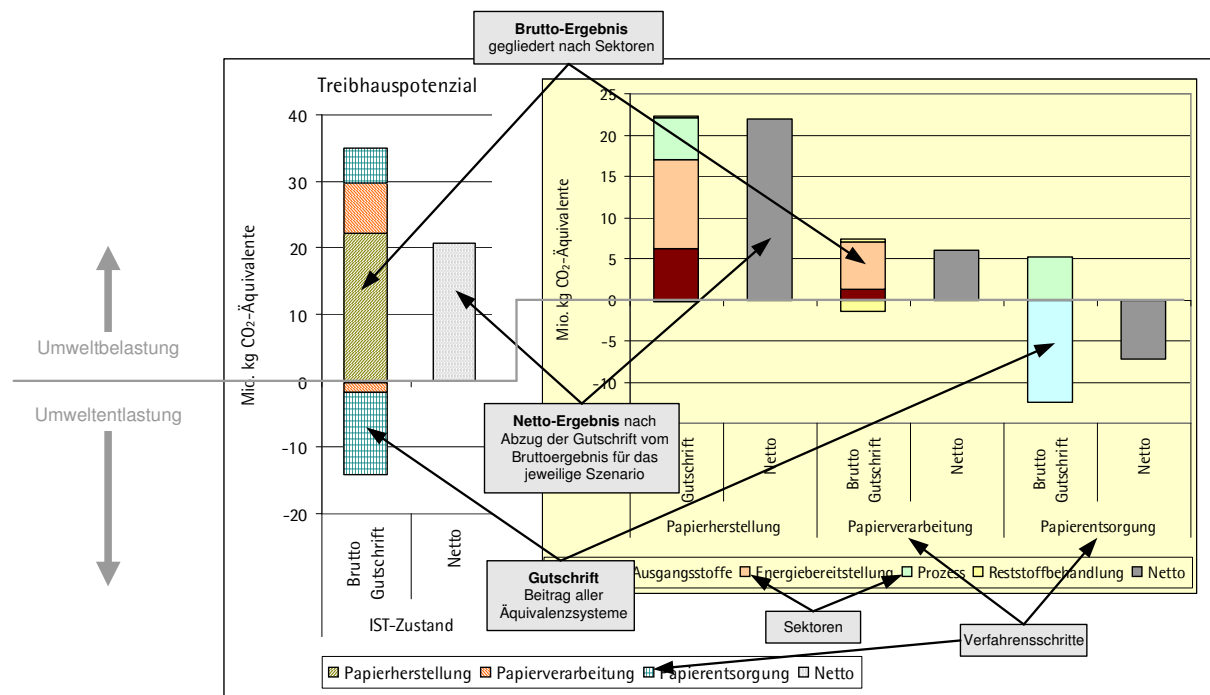 Brutto-Ergebnis
gegliedert nach Sektoren
Treibhauspotenzial
Mio. kg CO₂-Äquivalente
40
30
20
10
0
-10
-20
Umweltbelastung
Umweltentlastung
Brutto
Gutschrift
Netto
IST-Zustand
Mio. kg CO₂-Äquivalente
25
20
15
10
5
0
-5
-10
Netto-Ergebnis nach
Abzug der Gutschrift vom
Bruttoergebnis für das
jeweilige Szenario
Gutschrift
Netto
Brutto
Gutschrift
Netto
Brutto
Gutschrift
Netto
Papierherstellung
Papierverarbeitung
Papierentsorgung
Ausgangsstoffe Energiebereitstellung Prozess Reststoffbehandlung Netto
Gutschrift
Beitrag aller
Äquivalenzsysteme
Sektoren
Verfahrensschritte
Papierherstellung Papierverarbeitung Papierentsorgung Netto